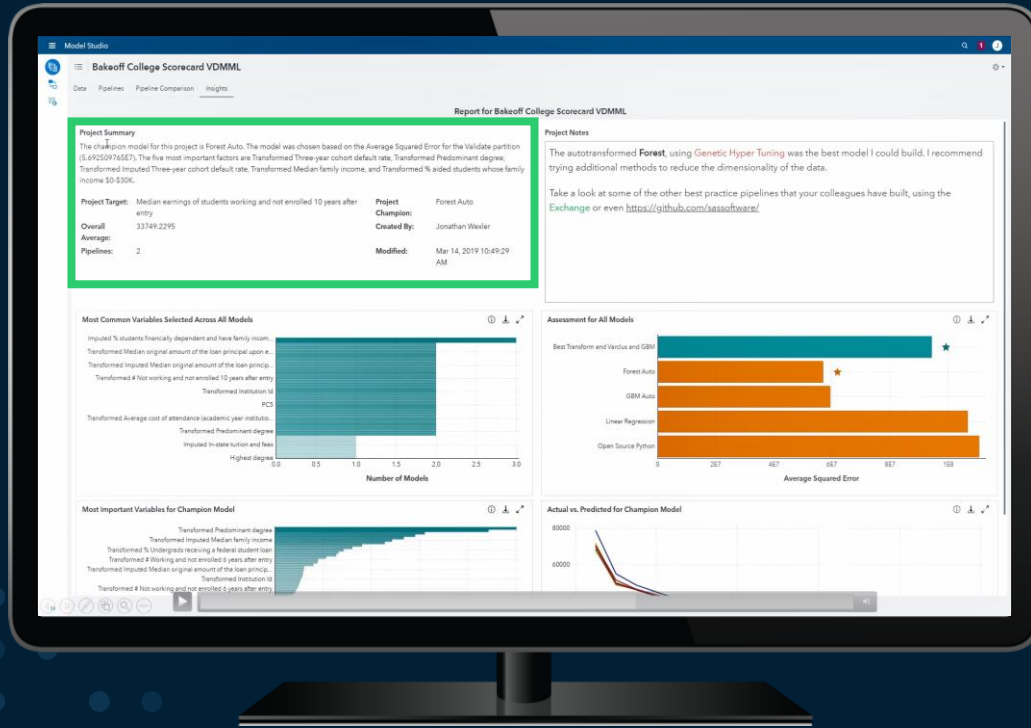 Model Studio
1
J
Bakeoff College Scorecard VDMML
Data Pipelines Pipeline Comparison Insights
Report for Bakeoff College Scorecard VDMML
Project Summary
The champion model for this project is Forest Auto. The model was chosen based on the Average Squared Error for the Validate partition
(5.692509765E7). The five most important factors are Transformed Three-year cohort default rate, Transformed Predominant degree,
Transformed Imputed Three-year cohort default rate, Transformed Median family income, and Transformed % aided students whose family
income $0-$30K.
Project Target: Median earnings of students working and not enrolled 10 years after
entry
Project
Champion:
Forest Auto
Overall
Average:
33749.2295
Created By: Jonathan Wexler
Pipelines: 2
Modified: Mar 14, 2019 10:49:29
AM
Project Notes
The autotransformed Forest, using Genetic Hyper Tuning was the best model I could build. I recommend
trying additional methods to reduce the dimensionality of the data.
Take a look at some of the other best practice pipelines that your colleagues have built, using the
Exchange or even https://github.com/sassoftware/
Most Common Variables Selected Across All Models
Imputed % students financially dependent and have family incom...
Transformed Median original amount of the loan principal upon e...
Transformed Imputed Median original amount of the loan princip...
Transformed # Not working and not enrolled 10 years after entry
Transformed Institution Id
PC5
Transformed Average cost of attendance (academic year institutio...
Transformed Predominant degree
Imputed In-state tuition and fees
Highest degree
0.0 0.5 1.0 1.5 2.0 2.5 3.0
Number of Models
Assessment for All Models
Best Transform and Varclus and GBM
Forest Auto
GBM Auto
Linear Regression
Open Source Python
0 2E7 4E7 6E7 8E7 1E8
Average Squared Error
Most Important Variables for Champion Model
Transformed Predominant degree
Transformed Imputed Median family income
Transformed % Undergrads receiving a federal student loan
Transformed # Working and not enrolled 6 years after entry
Transformed Imputed Median original amount of the loan princip...
Transformed Institution Id
Transformed # Not working and not enrolled 6 years after entry
Actual vs. Predicted for Champion Model
80000
60000